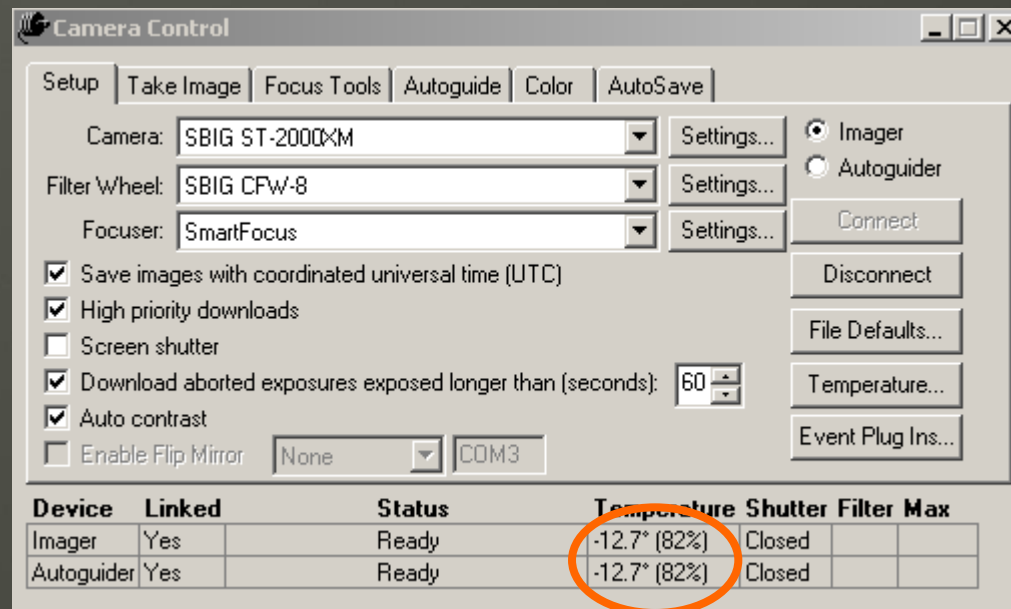 Camera Control
Setup Take Image Focus Tools Autoguide Color AutoSave
Camera: SBIG ST-2000XM Settings... Imager
Autoguider
Filter Wheel: SBIG CFW-8 Settings...
Focuser: SmartFocus Settings... Connect
Save images with coordinated universal time (UTC) Disconnect
High priority downloads
File Defaults...
Screen shutter
Download aborted exposures exposed longer than (seconds): 60 Temperature...
Auto contrast
Event Plug Ins...
Enable Flip Mirror None COM3
Device Linked Status Temperature Shutter Filter Max
Imager Yes Ready -12.7° (82%) Closed
Autoguider Yes Ready -12.7° (82%) Closed